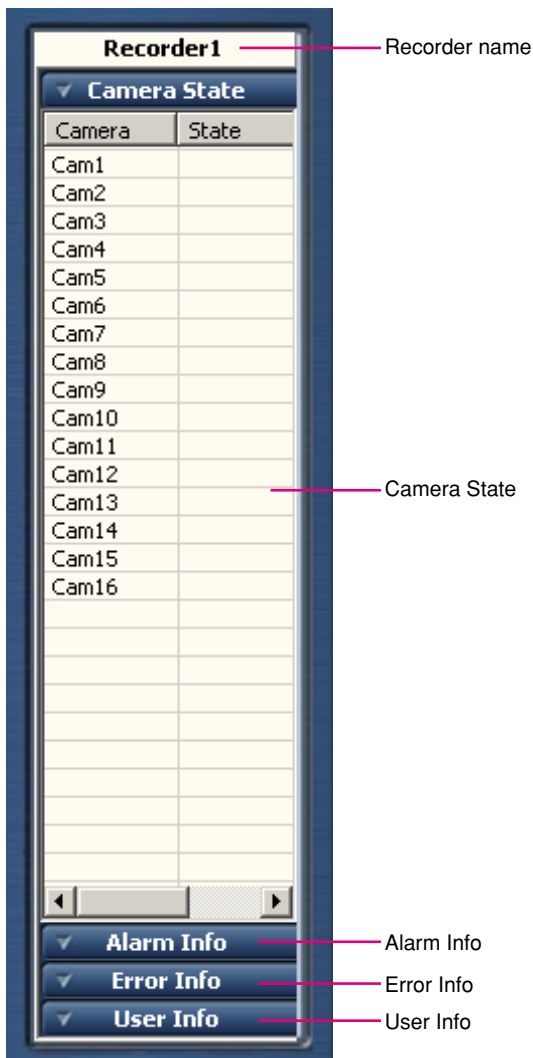 Recorder1 Recorder name
Camera State
Camera State
Cam1
Cam2
Cam3
Cam4
Cam5
Cam6
Cam7
Cam8
Cam9
Cam10
Cam11
Cam12
Camera State
Cam13
Cam14
Cam15
Cam16
Alarm Info Alarm Info
Error Info Error Info
User Info User Info